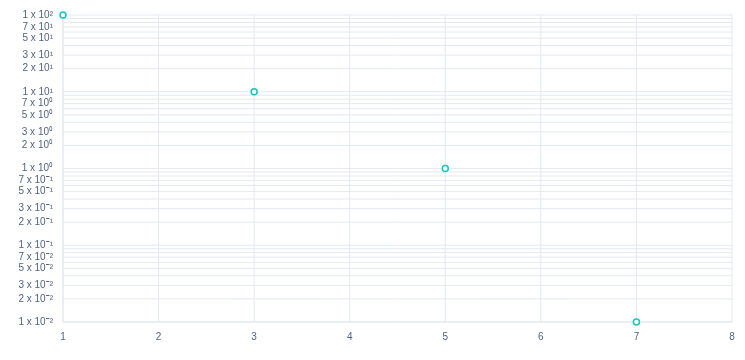 1 x 10²
7 x 10¹
5 x 10¹
3 x 10¹
2 x 10¹
1 x 10¹
7 x 10⁰
5 x 10⁰
3 x 10⁰
2 x 10⁰
1 x 10⁰
7 x 10⁻¹
5 x 10⁻¹
3 x 10⁻¹
2 x 10⁻¹
1 x 10⁻¹
7 x 10⁻²
5 x 10⁻²
3 x 10⁻²
2 x 10⁻²
1 x 10⁻²
1 2 3 4 5 6 7 8